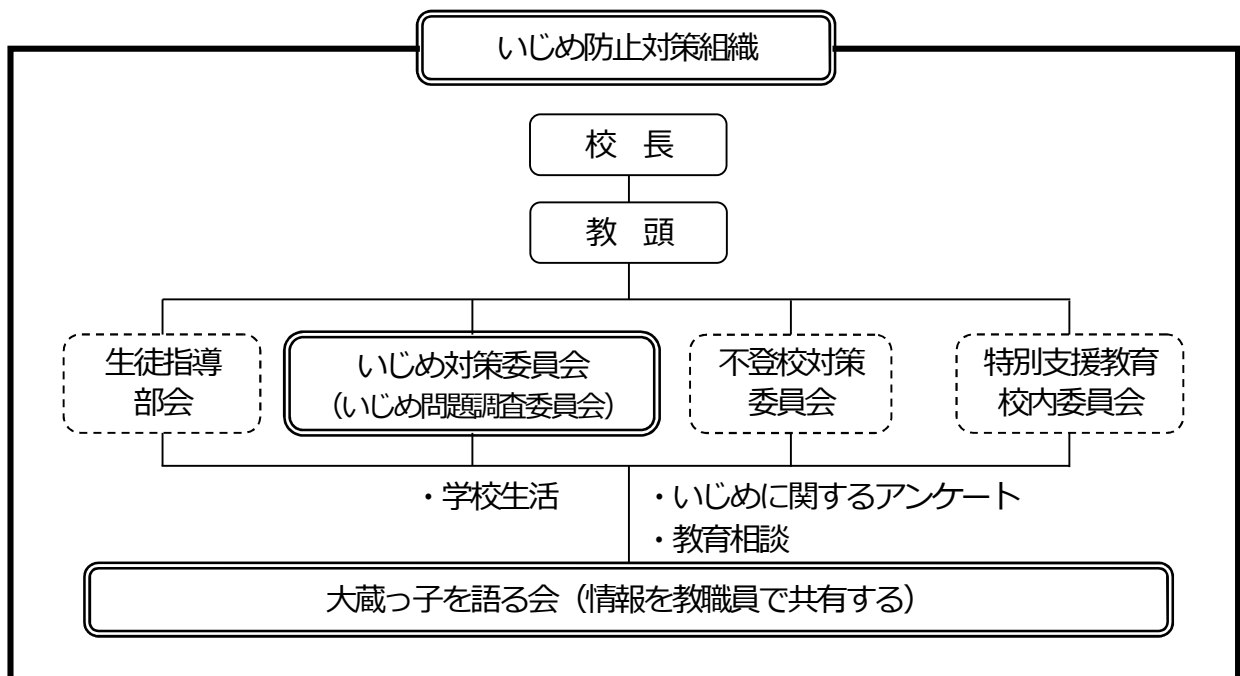 いじめ防止対策組織
校　長
教　頭
生徒指導
部会
いじめ対策委員会
（いじめ問題調査委員会）
不登校対策
委員会
特別支援教育
校内委員会
・学校生活
・いじめに関するアンケート
・教育相談
大蔵っ子を語る会（情報を教職員で共有する）